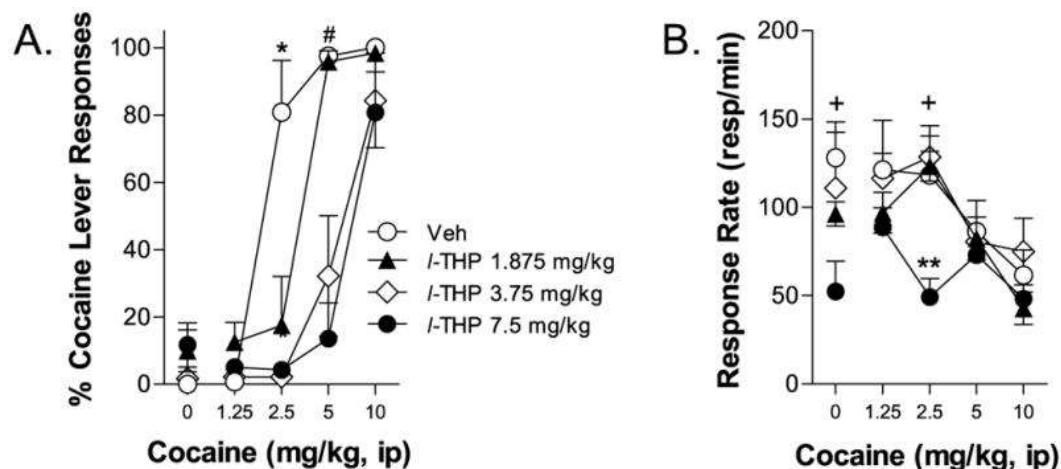 A.
% Cocaine Lever Responses
100
80
60
40
20
0
*
#
*
Veh
l-THP 1.875 mg/kg
l-THP 3.75 mg/kg
l-THP 7.5 mg/kg
0 1.25 2.5 5 10
Cocaine (mg/kg, ip)
B.
Response Rate (resp/min)
200
150
100
50
0
+
+
**
0 1.25 2.5 5 10
Cocaine (mg/kg, ip)